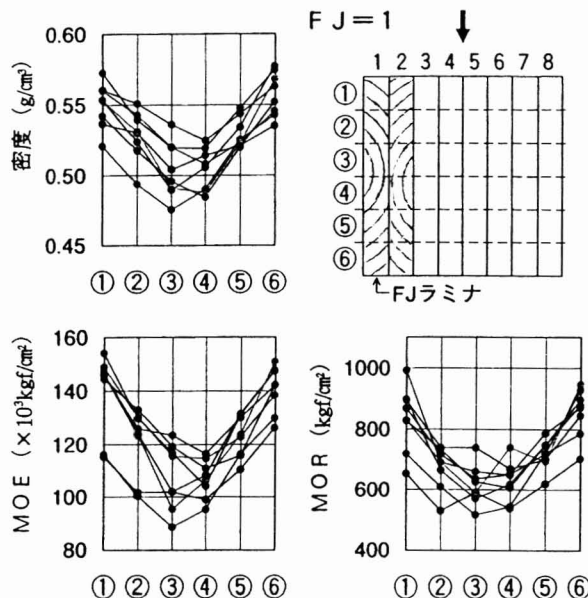 密度 (g/cm³)
0.60
0.55
0.50
0.45
① ② ③ ④ ⑤ ⑥
FJ=1
1 2 3 4 5 6 7 8
①
②
③
④
⑤
⑥
FJラミナ
MOE (×10³kgf/cm²)
160
140
120
100
80
① ② ③ ④ ⑤ ⑥
MOR (kgf/cm²)
1000
800
600
400
① ② ③ ④ ⑤ ⑥